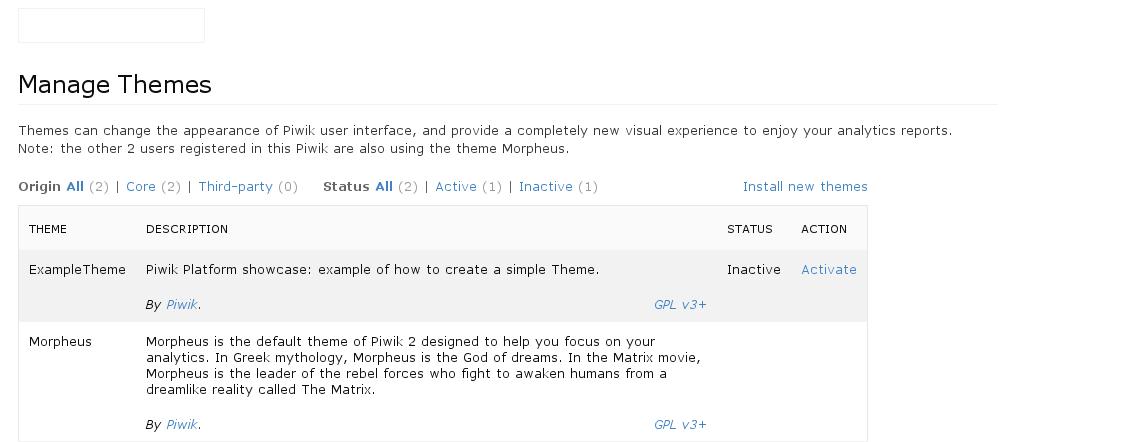 Manage Themes
Themes can change the appearance of Piwik user interface, and provide a completely new visual experience to enjoy your analytics reports.
Note: the other 2 users registered in this Piwik are also using the theme Morpheus.
Origin All (2) | Core (2) | Third-party (0) Status All (2) | Active (1) | Inactive (1) Install new themes
THEME DESCRIPTION STATUS ACTION
ExampleTheme Piwik Platform showcase: example of how to create a simple Theme. Inactive Activate
By Piwik. GPL v3+
Morpheus Morpheus is the default theme of Piwik 2 designed to help you focus on your
analytics. In Greek mythology, Morpheus is the God of dreams. In the Matrix movie,
Morpheus is the leader of the rebel forces who fight to awaken humans from a
dreamlike reality called The Matrix.
By Piwik. GPL v3+